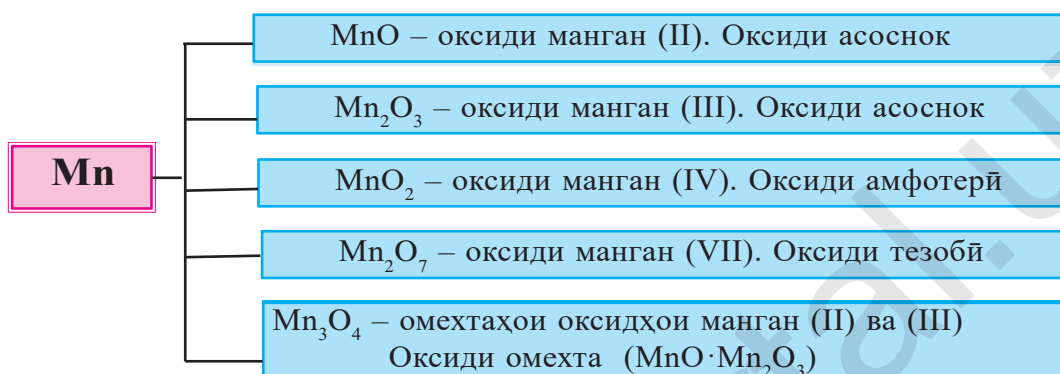 MnO – оксиди манган (II). Оксиди асоснок
Mn₂O₃ – оксиди манган (III). Оксиди асоснок
Mn
MnO₂ – оксиди манган (IV). Оксиди амфотерӣ
Mn₂O₇ – оксиди манган (VII). Оксиди тезобӣ
Mn₃O₄ – омехтаҳои оксидҳои манган (II) ва (III)
Оксиди омехта (MnO·Mn₂O₃)